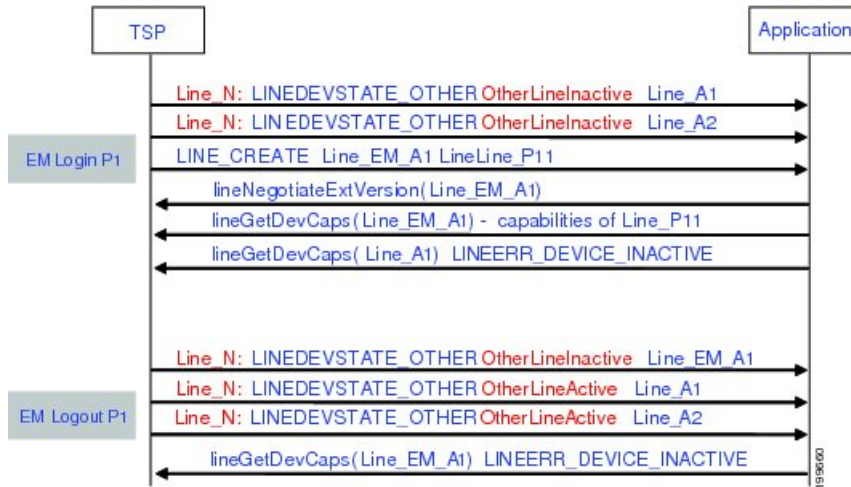 TSP
Application
Line_N: LINEDEVSTATE_OTHER OtherLineInactive Line_A1
Line_N: LINEDEVSTATE_OTHER OtherLineInactive Line_A2
EM Login P1
LINE_CREATE Line_EM_A1 LineLine_P11
lineNegotiateExtVersion(Line_EM_A1)
lineGetDevCaps(Line_EM_A1) - capabilities of Line_P11
lineGetDevCaps( Line_A1) LINEERR_DEVICE_INACTIVE
Line_N: LINEDEVSTATE_OTHER OtherLineInactive Line_EM_A1
Line_N: LINEDEVSTATE_OTHER OtherLineActive Line_A1
EM Logout P1
Line_N: LINEDEVSTATE_OTHER OtherLineActive Line_A2
lineGetDevCaps(Line_EM_A1) LINEERR_DEVICE_INACTIVE